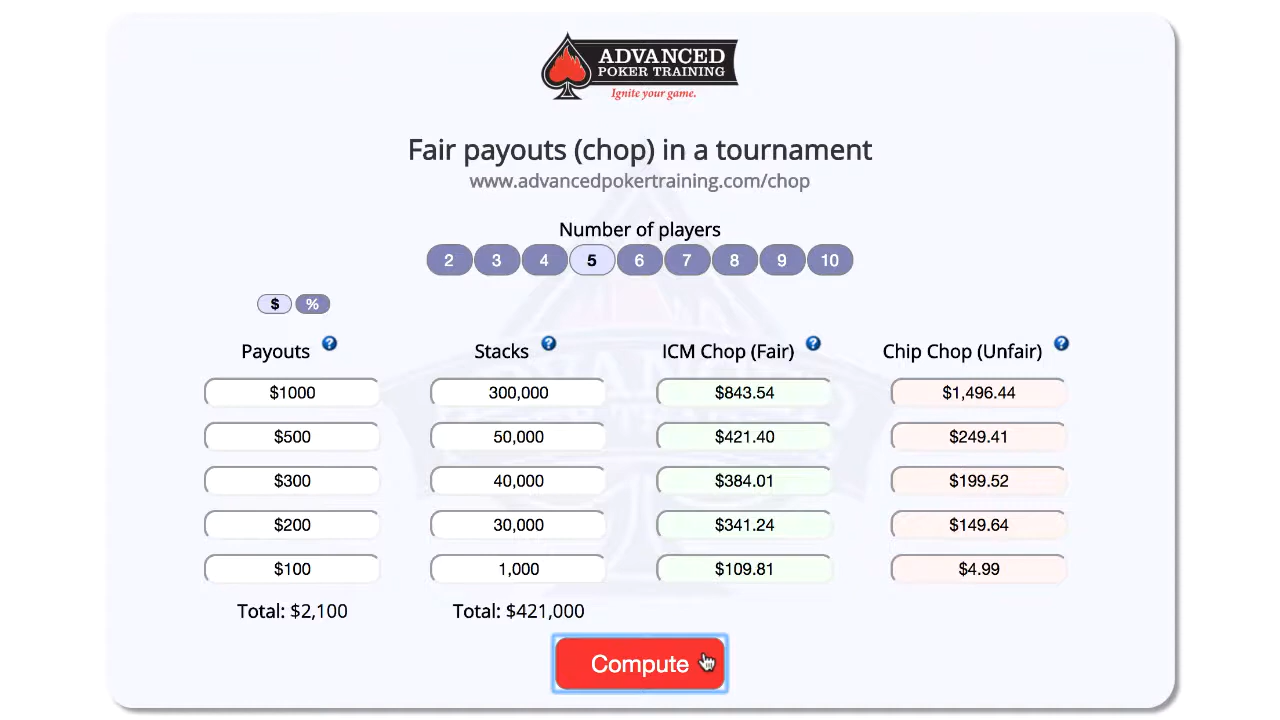 ADVANCED
POKER TRAINING
Ignite your game.
Fair payouts (chop) in a tournament
www.advancedpokertraining.com/chop
Number of players
2 3 4 5 6 7 8 9 10
$ %
Payouts ? Stacks ? ICM Chop (Fair) ? Chip Chop (Unfair) ?
$1000 300,000 $843.54 $1,496.44
$500 50,000 $421.40 $249.41
$300 40,000 $384.01 $199.52
$200 30,000 $341.24 $149.64
$100 1,000 $109.81 $4.99
Total: $2,100 Total: $421,000
Compute